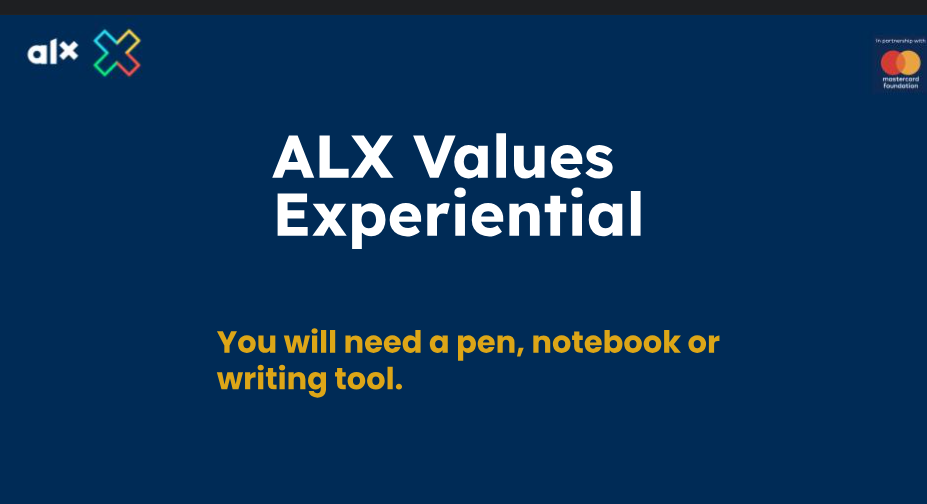 alx
In partnership with
mastercard
foundation
ALX Values
Experiential
You will need a pen, notebook or
writing tool.